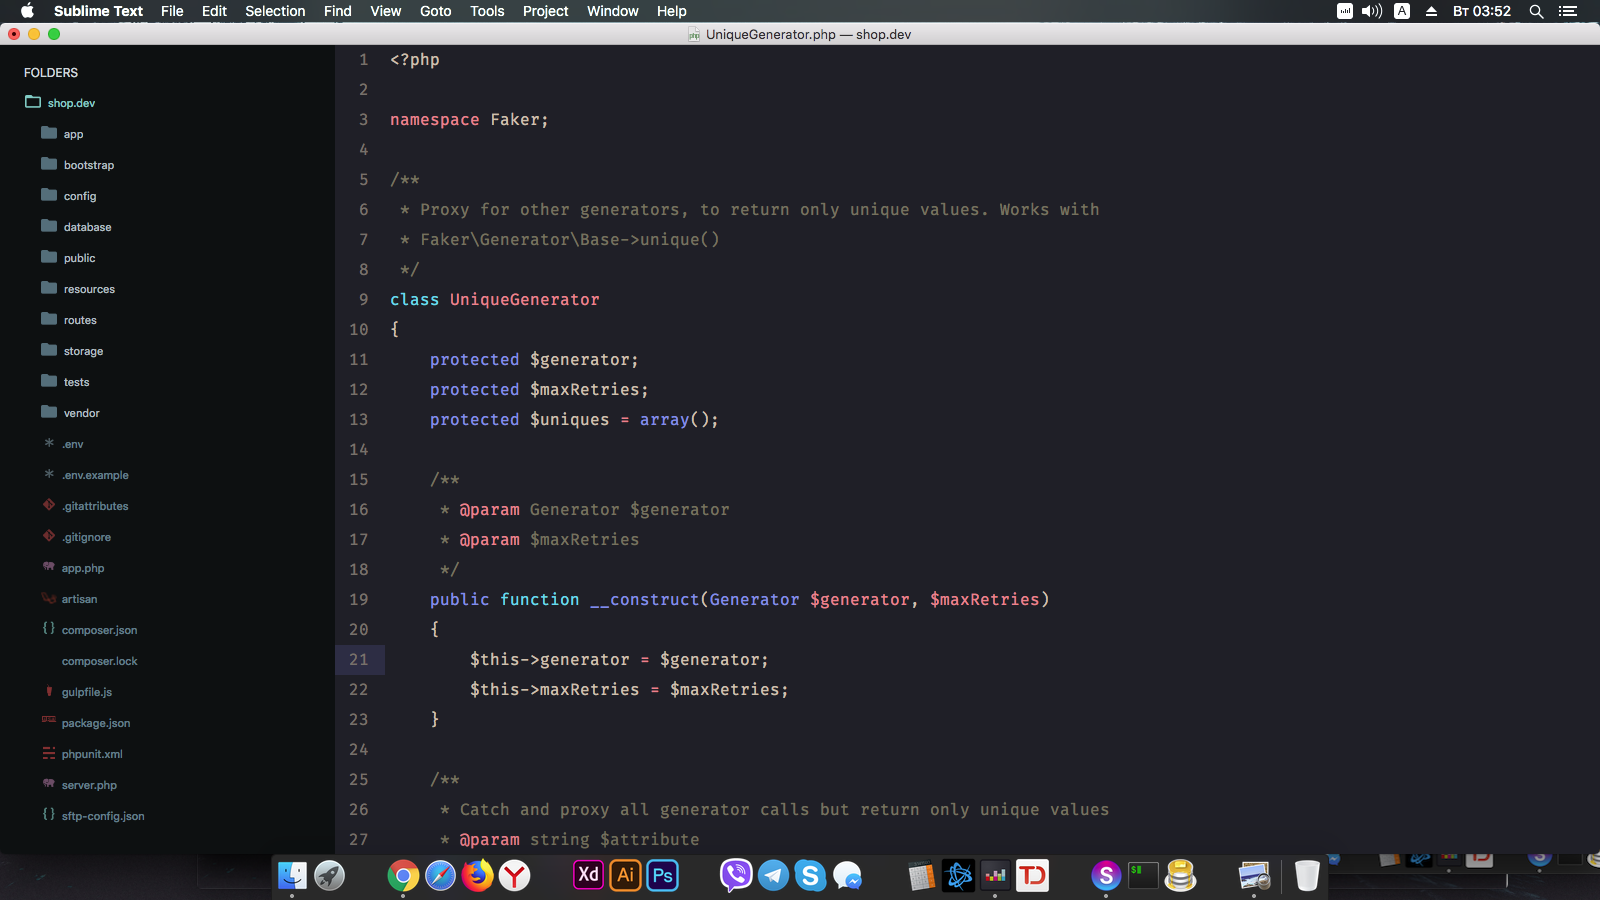 Sublime Text File Edit Selection Find View Goto Tools Project Window Help A Вт 03:52
UniqueGenerator.php — shop.dev
FOLDERS
shop.dev
app
bootstrap
config
database
public
resources
routes
storage
tests
vendor
.env
.env.example
.gitattributes
.gitignore
app.php
artisan
composer.json
composer.lock
gulpfile.js
package.json
phpunit.xml
server.php
sftp-config.json
1 <?php
2
3 namespace Faker;
4
5 /**
6  * Proxy for other generators, to return only unique values. Works with
7  * Faker\Generator\Base->unique()
8  */
9 class UniqueGenerator
10 {
11     protected $generator;
12     protected $maxRetries;
13     protected $uniques = array();
14
15     /**
16      * @param Generator $generator
17      * @param $maxRetries
18      */
19     public function __construct(Generator $generator, $maxRetries)
20     {
21         $this->generator = $generator;
22         $this->maxRetries = $maxRetries;
23     }
24
25     /**
26      * Catch and proxy all generator calls but return only unique values
27      * @param string $attribute
Xd Ai Ps